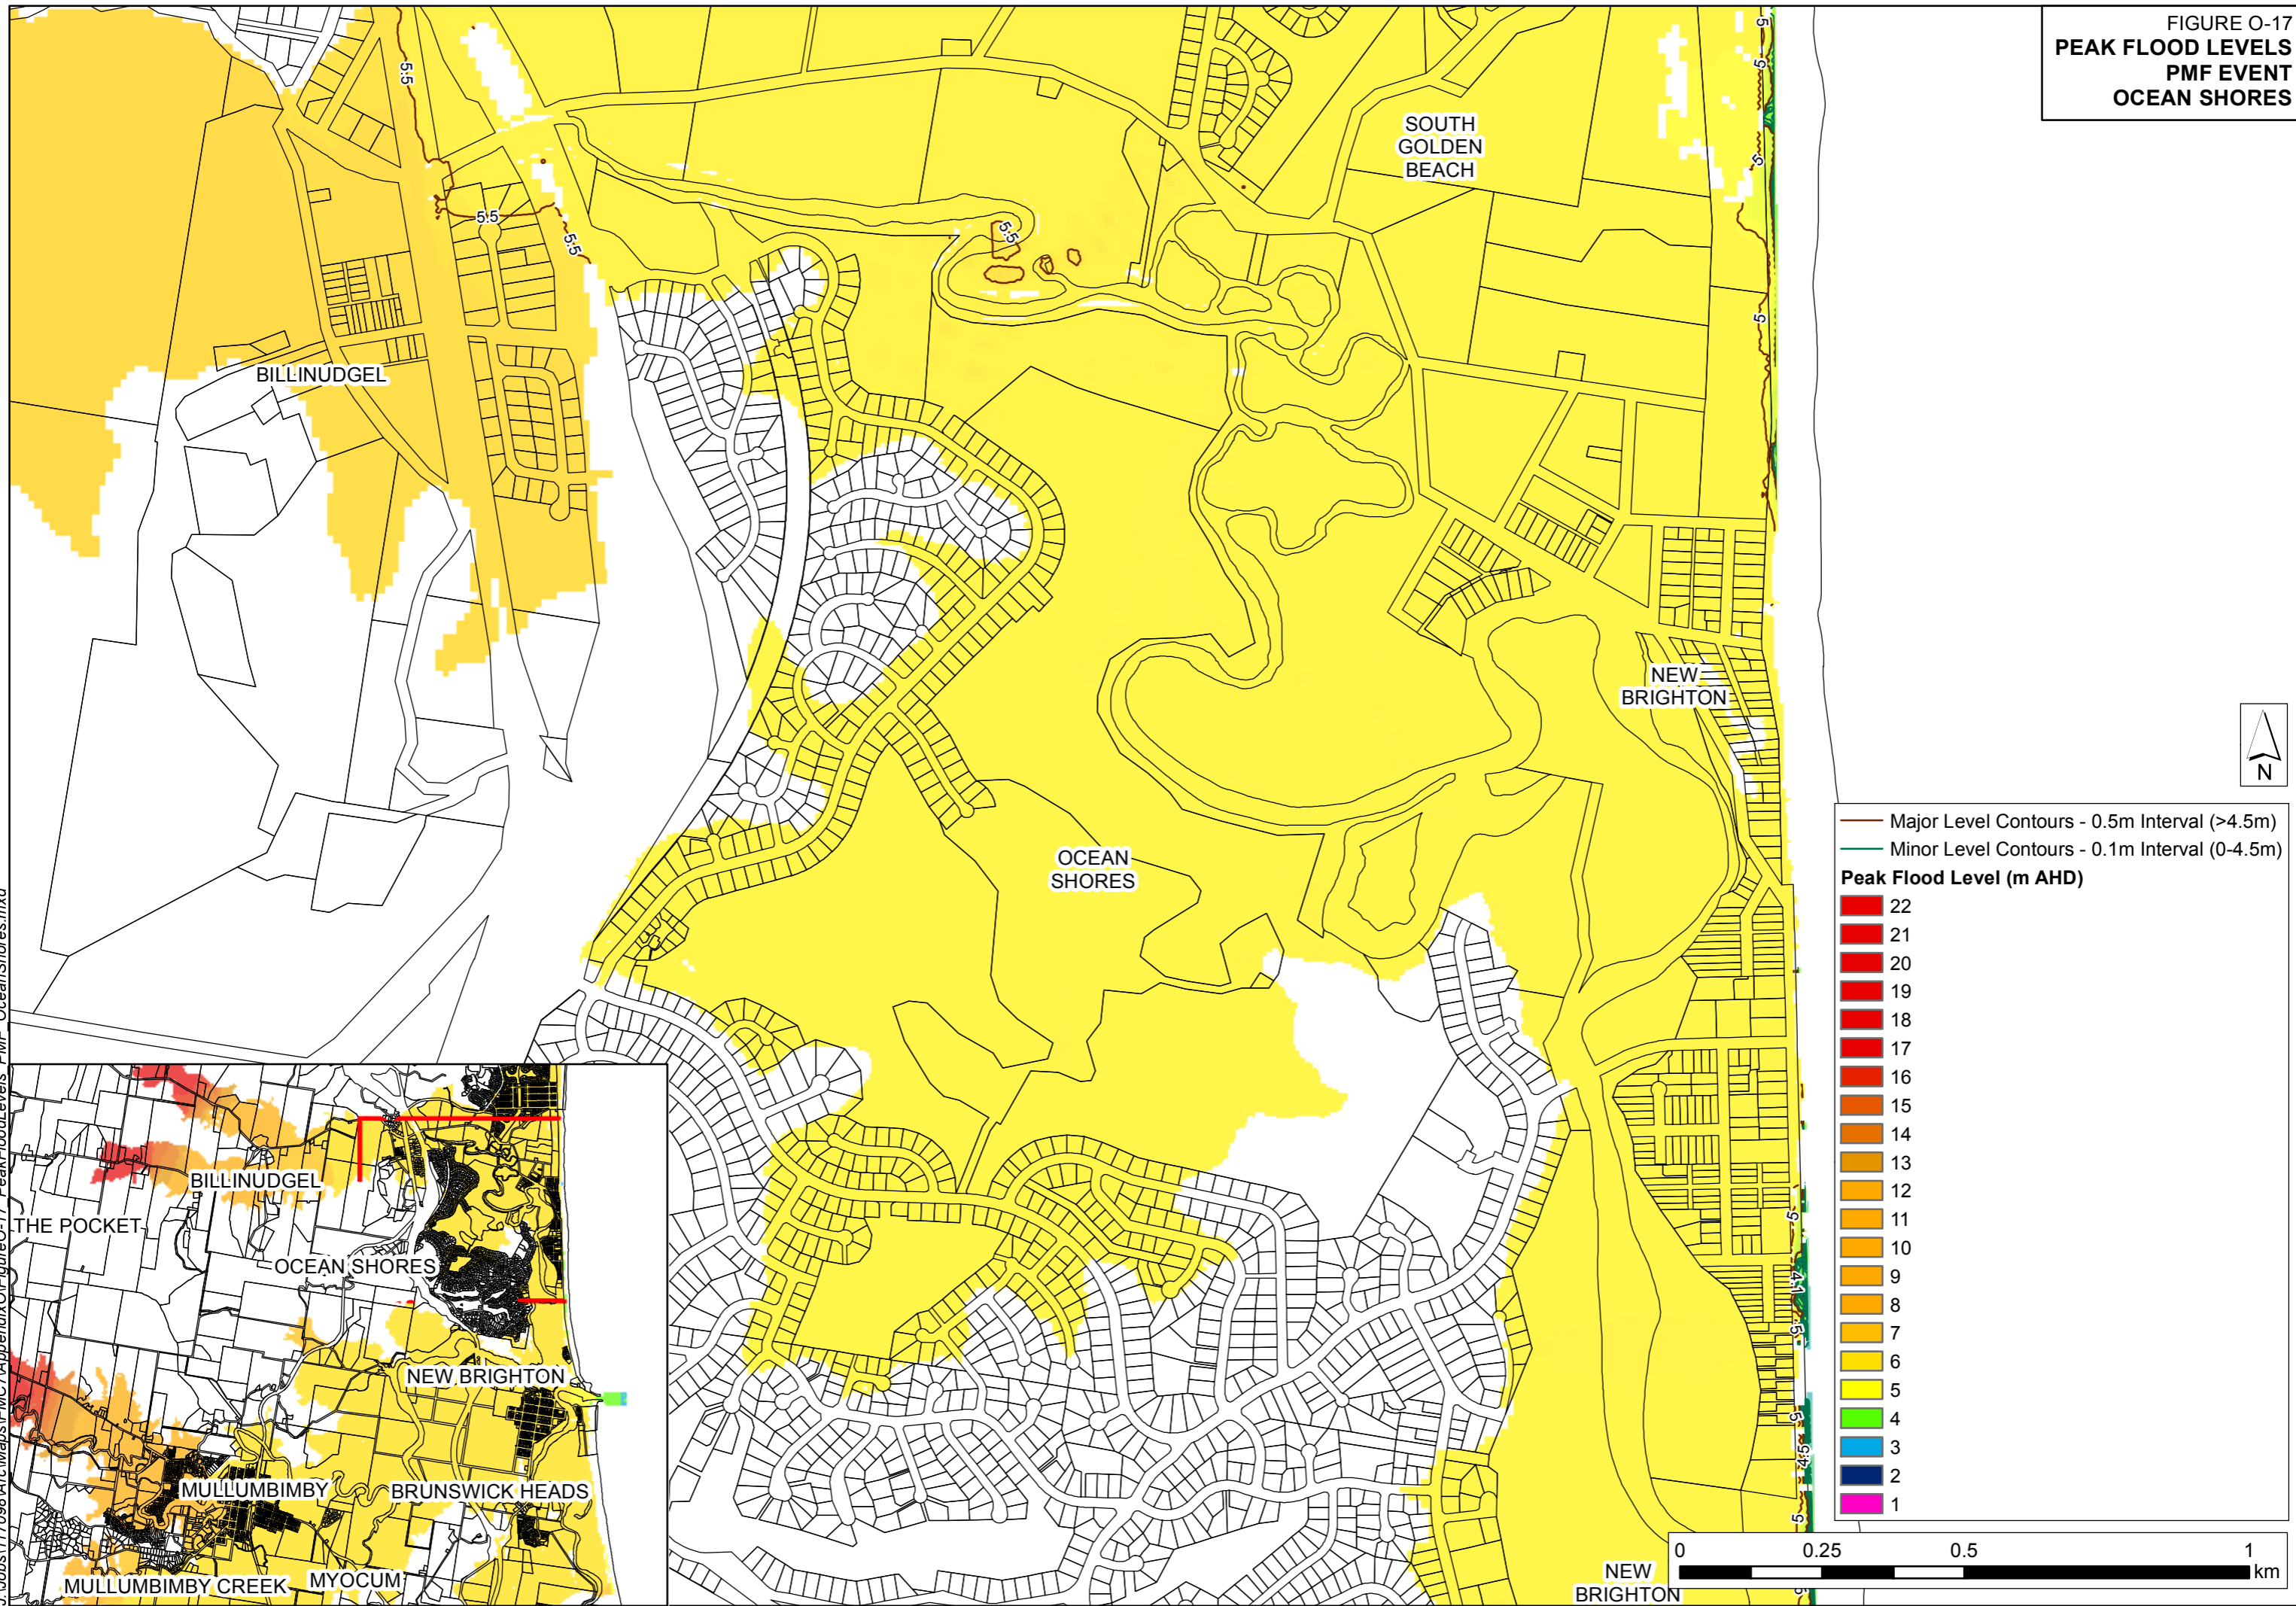 FIGURE O-17
PEAK FLOOD LEVELS
PMF EVENT
OCEAN SHORES
5
5.5
5
SOUTH
GOLDEN
BEACH
5
5.5
5.5
5.5
5
BILLINUDGEL
NEW
BRIGHTON
N
OCEAN
SHORES
Major Level Contours - 0.5m Interval (>4.5m)
Minor Level Contours - 0.1m Interval (0-4.5m)
Peak Flood Level (m AHD)
22
21
20
19
18
17
16
15
14
13
12
11
10
9
8
7
6
5
4
3
2
1
5
4.1
5
5
4.5
5
BILLINUDGEL
THE POCKET
OCEAN SHORES
NEW BRIGHTON
MULLUMBIMBY
BRUNSWICK HEADS
MULLUMBIMBY CREEK
MYOCUM
NEW
BRIGHTON
0 0.25 0.5 1
km